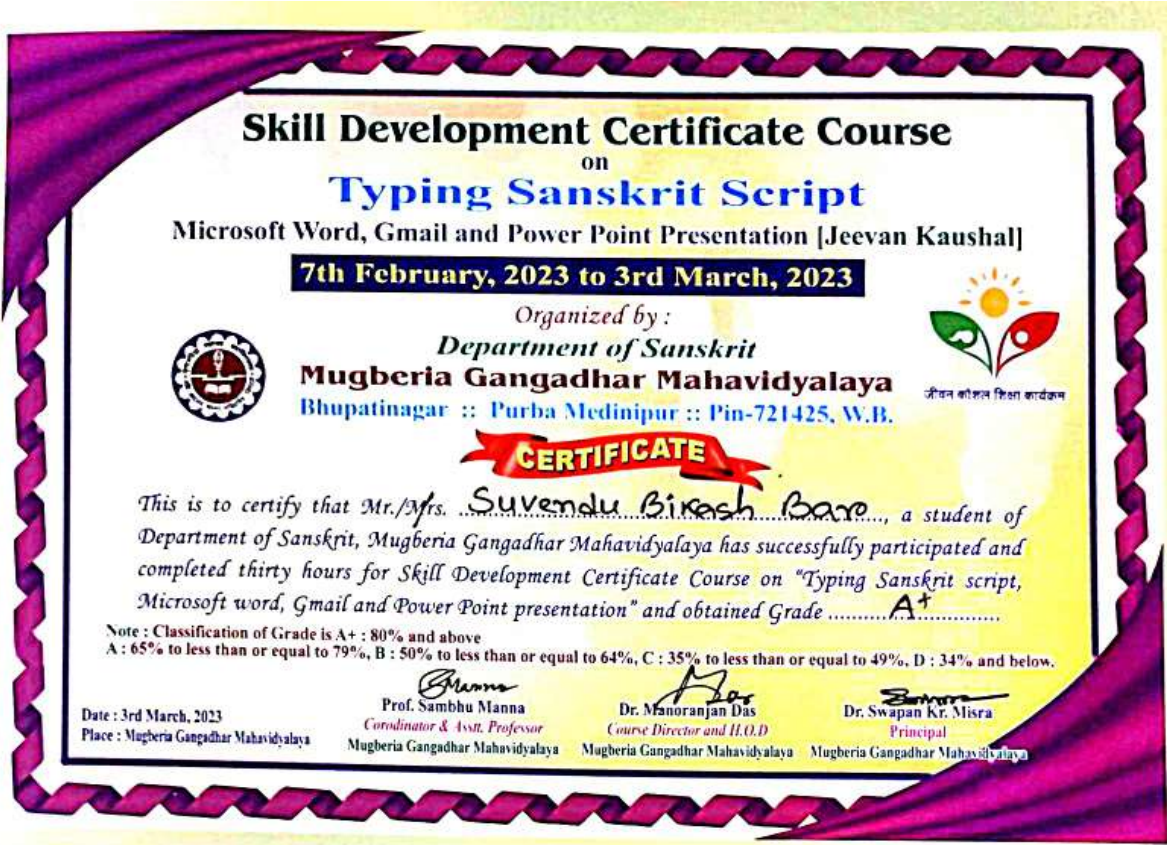 Skill Development Certificate Course
on
Typing Sanskrit Script
Microsoft Word, Gmail and Power Point Presentation [Jeevan Kaushal]
7th February, 2023 to 3rd March, 2023
Organized by :
Department of Sanskrit
Mugberia Gangadhar Mahavidyalaya
Bhupatinagar :: Purba Medinipur :: Pin-721425, W.B.
जीवन कौशल शिक्षा कार्यक्रम
CERTIFICATE
This is to certify that Mr./Mrs. Suvendu Bikash Bar, a student of
Department of Sanskrit, Mugberia Gangadhar Mahavidyalaya has successfully participated and
completed thirty hours for Skill Development Certificate Course on "Typing Sanskrit script,
Microsoft word, Gmail and Power Point presentation" and obtained Grade ..........A+................
Note : Classification of Grade is A+ : 80% and above
A : 65% to less than or equal to 79%, B : 50% to less than or equal to 64%, C : 35% to less than or equal to 49%, D : 34% and below.
Date : 3rd March, 2023
Place : Mugberia Gangadhar Mahavidyalaya
Manna
Prof. Sambhu Manna
Corodinator & Asstt. Professor
Mugberia Gangadhar Mahavidyalaya
Dr. Manoranjan Das
Course Director and H.O.D
Mugberia Gangadhar Mahavidyalaya
Dr. Swapan Kr. Misra
Principal
Mugberia Gangadhar Mahavidyalaya